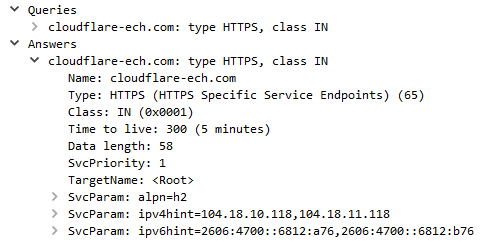 Queries
cloudflare-ech.com: type HTTPS, class IN
Answers
cloudflare-ech.com: type HTTPS, class IN
Name: cloudflare-ech.com
Type: HTTPS (HTTPS Specific Service Endpoints) (65)
Class: IN (0x0001)
Time to live: 300 (5 minutes)
Data length: 58
SvcPriority: 1
TargetName: <Root>
SvcParam: alpn=h2
SvcParam: ipv4hint=104.18.10.118,104.18.11.118
SvcParam: ipv6hint=2606:4700::6812:a76,2606:4700::6812:b76